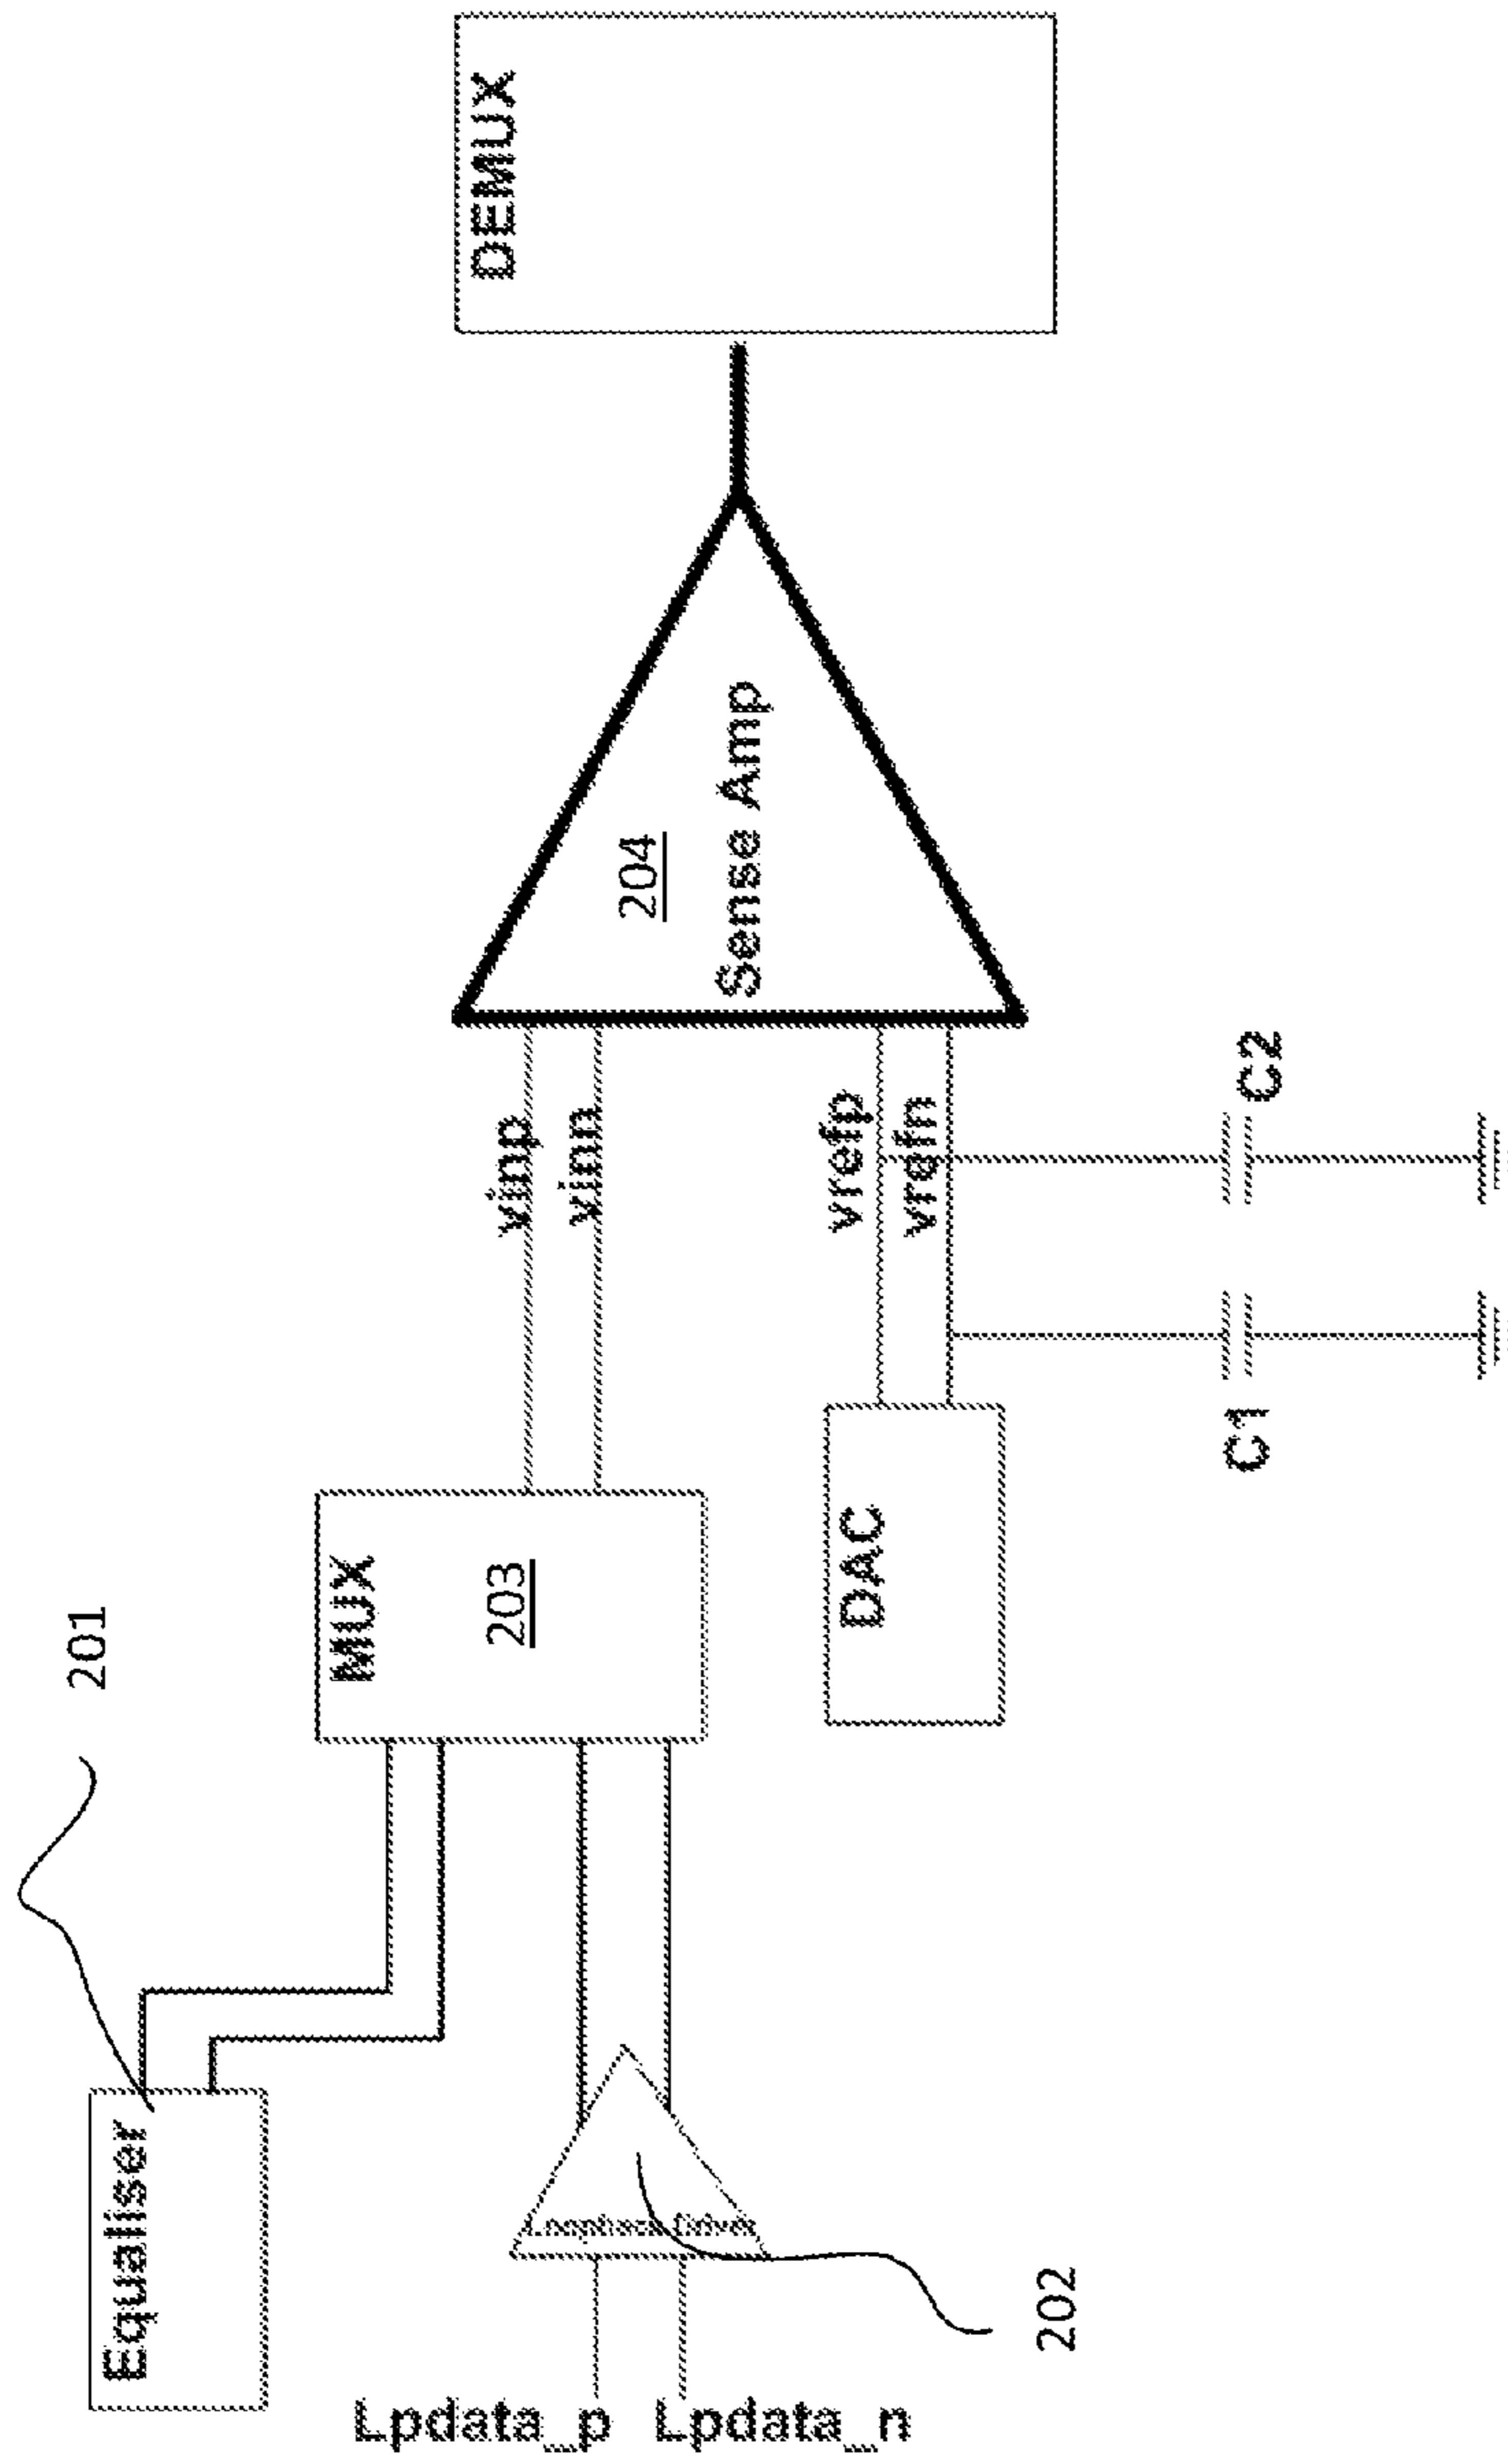 201
Equaliser
MUX
203
DEMUX
vinp
vinn
204
Sense Amp
Lpdata_p
Lpdata_n
202
DAC
vrefp
vrefn
C1
C2